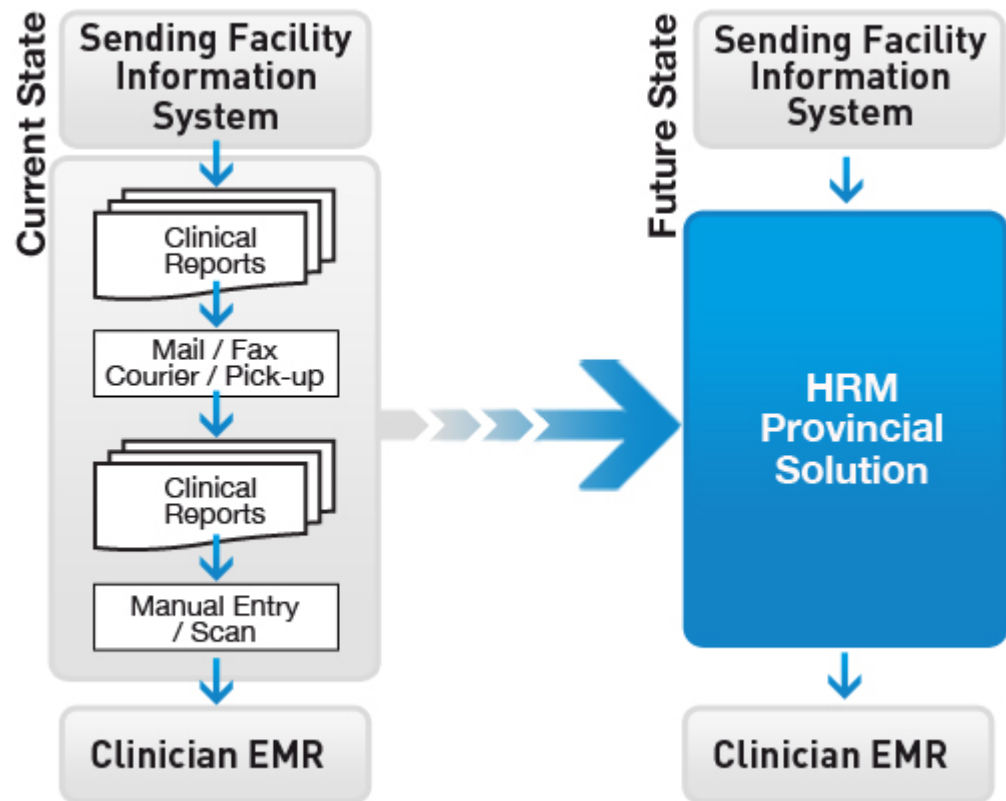 Current State
Sending Facility
Information
System
Clinical
Reports
Mail / Fax
Courier / Pick-up
Clinical
Reports
Manual Entry
/ Scan
Clinician EMR
Future State
Sending Facility
Information
System
HRM
Provincial
Solution
Clinician EMR